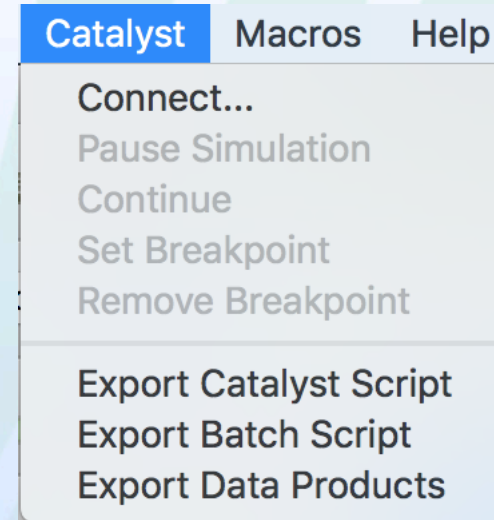 Catalyst Macros Help
Connect...
Pause Simulation
Continue
Set Breakpoint
Remove Breakpoint
Export Catalyst Script
Export Batch Script
Export Data Products